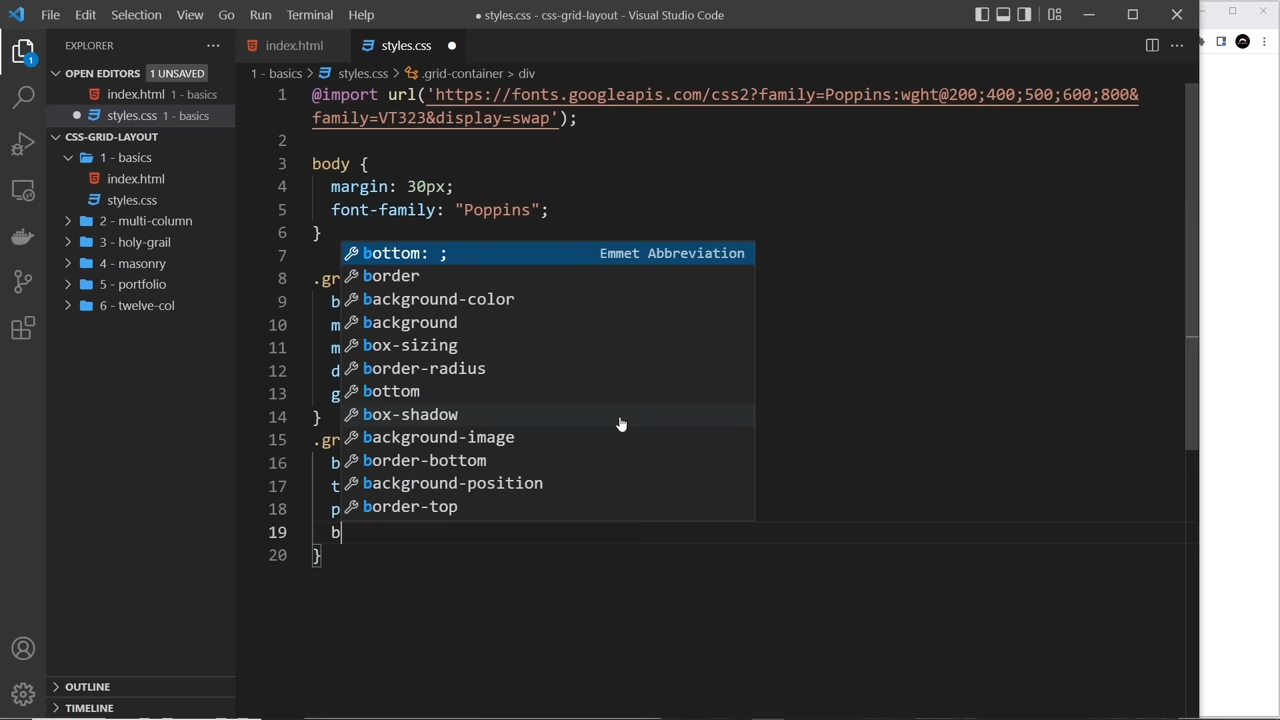 File Edit Selection View Go Run Terminal Help
● styles.css - css-grid-layout - Visual Studio Code
EXPLORER
OPEN EDITORS 1 UNSAVED
index.html 1 - basics
styles.css 1 - basics
CSS-GRID-LAYOUT
1 - basics
index.html
styles.css
2 - multi-column
3 - holy-grail
4 - masonry
5 - portfolio
6 - twelve-col
OUTLINE
TIMELINE
1
index.html
styles.css
1 - basics > styles.css > .grid-container > div
1 @import url('https://fonts.googleapis.com/css2?family=Poppins:wght@200;400;500;600;800&
family=VT323&display=swap');
2
3 body {
4 margin: 30px;
5 font-family: "Poppins";
6 }
7
8 .gr
9 b
10 m
11 m
12 d
13 g
14 }
15 .gr
16 b
17 t
18 p
19 b
20 }
bottom: ; Emmet Abbreviation
border
background-color
background
box-sizing
border-radius
bottom
box-shadow
background-image
border-bottom
background-position
border-top